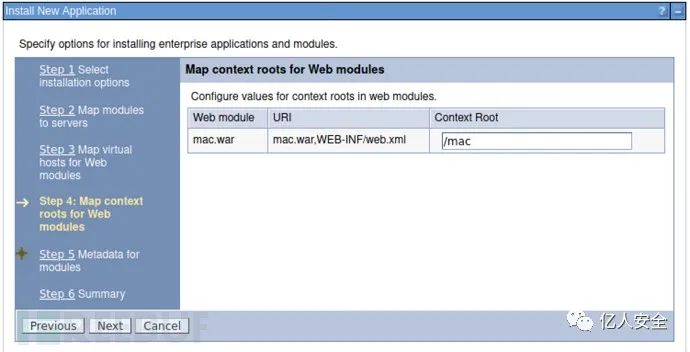 Install New Application
? –
Specify options for installing enterprise applications and modules.
Step 1 Select
installation options
Step 2 Map modules
to servers
Step 3 Map virtual
hosts for Web
modules
Step 4: Map context
roots for Web
modules
Step 5 Metadata for
modules
Step 6 Summary
Map context roots for Web modules
Configure values for context roots in web modules.
Web module URI Context Root
mac.war mac.war,WEB-INF/web.xml /mac
Previous Next Cancel
亿人安全